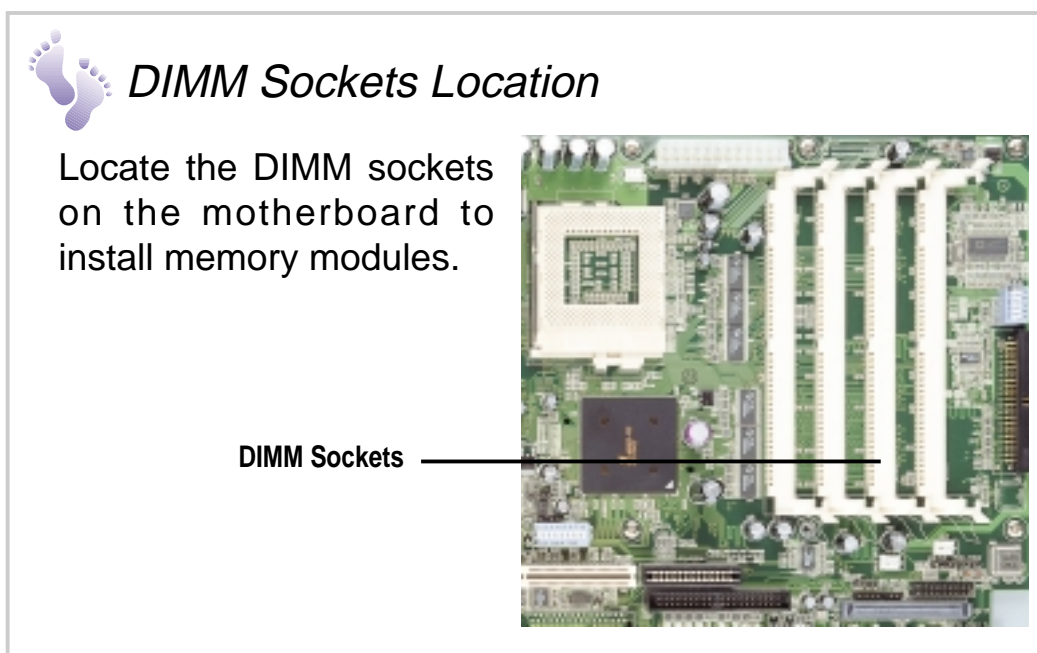 DIMM Sockets Location
Locate the DIMM sockets
on the motherboard to
install memory modules.
DIMM Sockets